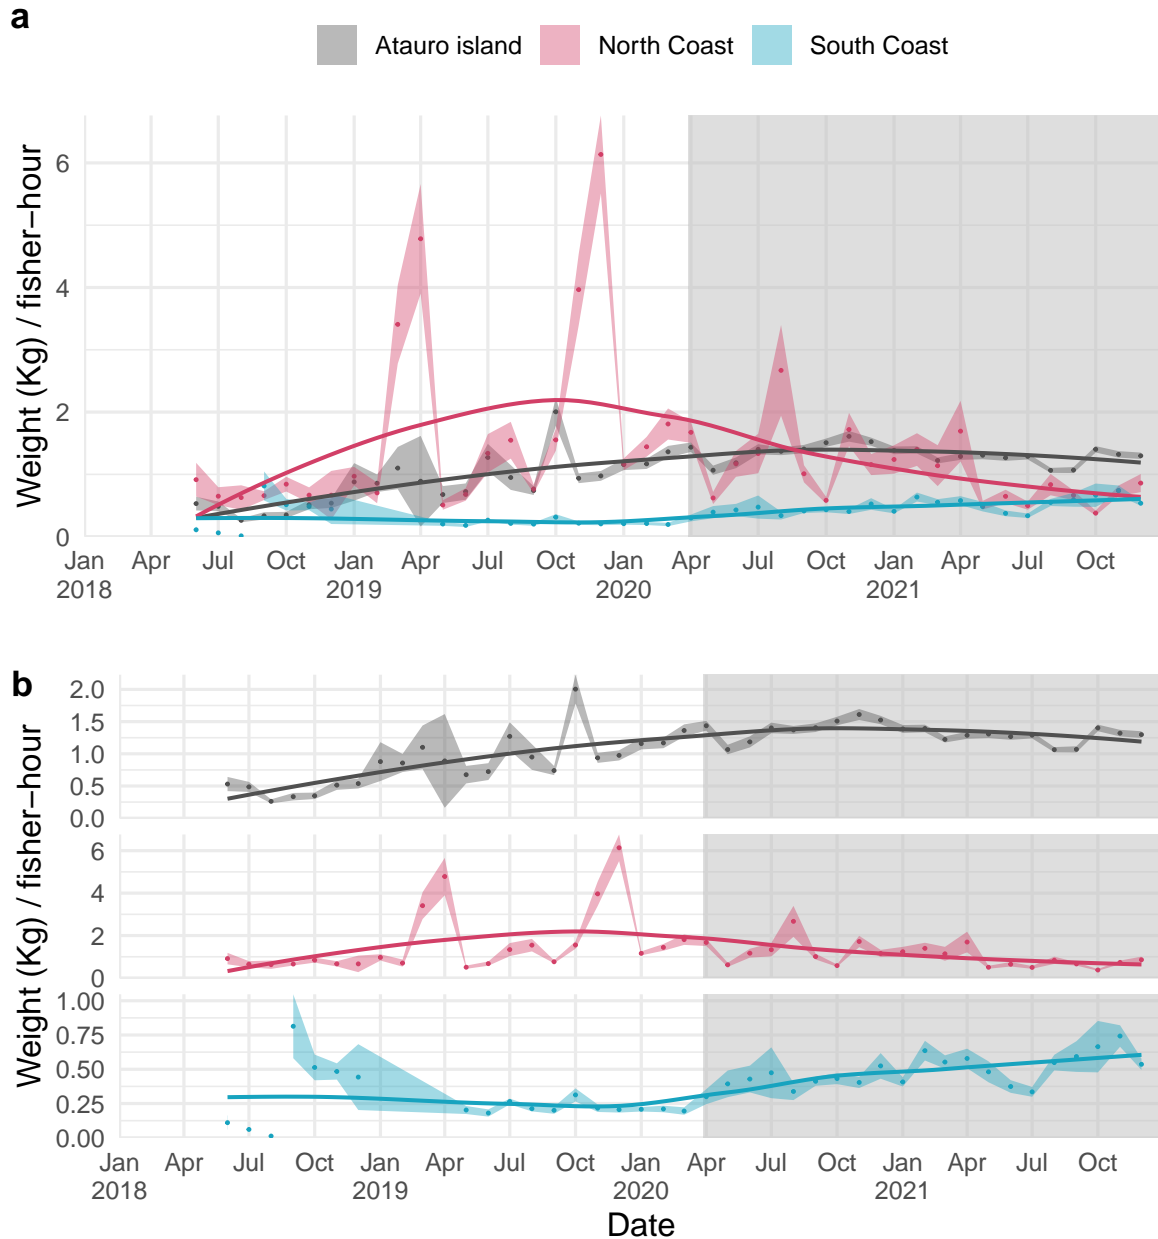 a
Atauro island North Coast South Coast
Weight (Kg) / fisher−hour
6
4
2
0
Jan Apr Jul Oct Jan Apr Jul Oct Jan Apr Jul Oct Jan Apr Jul Oct
2018 2019 2020 2021
b
Weight (Kg) / fisher−hour
2.0
1.5
1.0
0.5
0.0
6
4
2
0
1.00
0.75
0.50
0.25
0.00
Jan Apr Jul Oct Jan Apr Jul Oct Jan Apr Jul Oct Jan Apr Jul Oct
2018 2019 2020 2021
Date